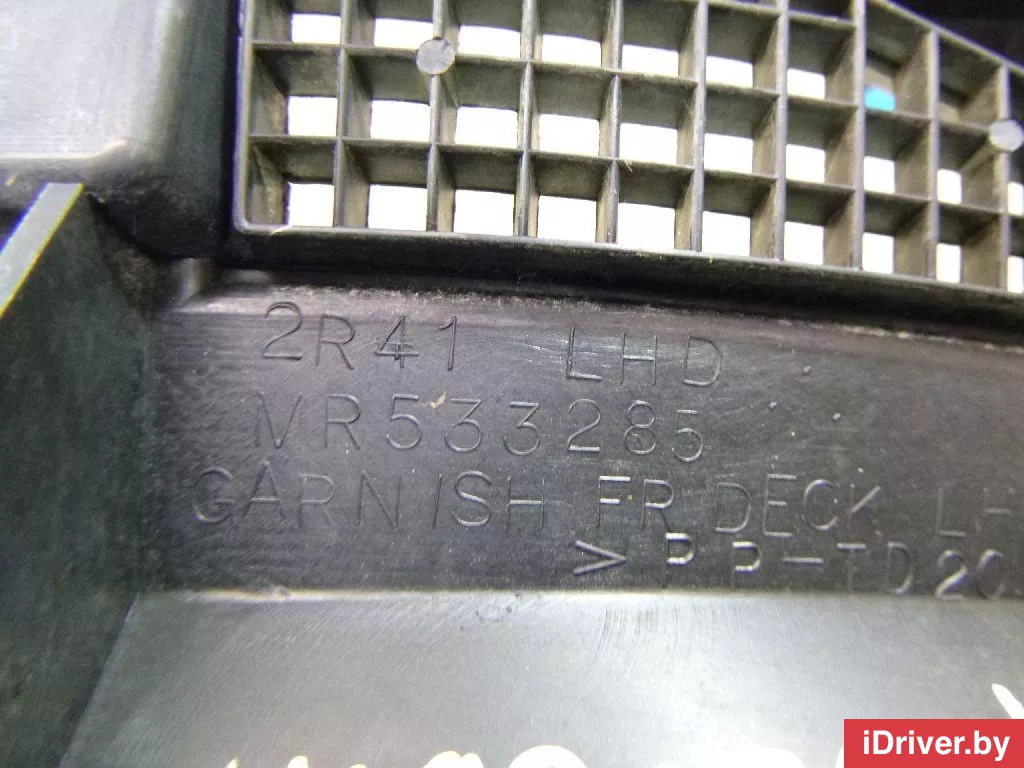 2R41 LHD
MR533285
GARNISH FR DECK LH
>PP-TD20
iDriver.by